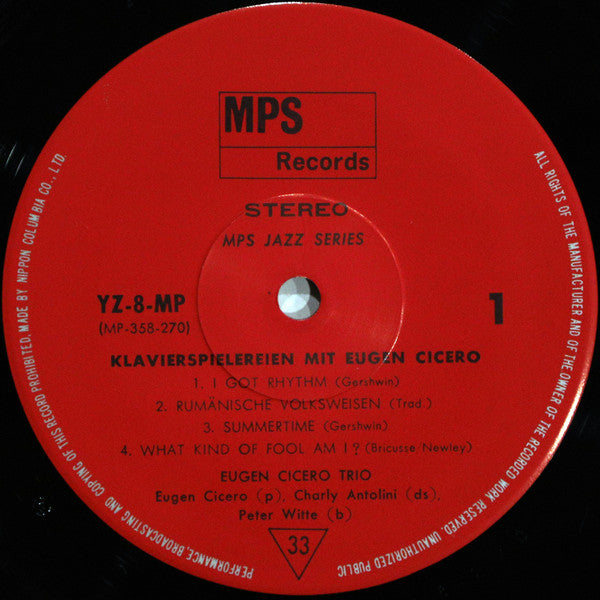 MPS
Records
STEREO
MPS JAZZ SERIES
YZ-8-MP
(MP-358-270)
1
KLAVIERSPIELEREIEN MIT EUGEN CICERO
1. I GOT RHYTHM (Gershwin)
2. RUMÄNISCHE VOLKSWEISEN (Trad.)
3. SUMMERTIME (Gershwin)
4. WHAT KIND OF FOOL AM I? (Bricusse/Newley)
EUGEN CICERO TRIO
Eugen Cicero (p), Charly Antolini (ds),
Peter Witte (b)
33
ALL RIGHTS OF THE MANUFACTURER AND OF THE OWNER OF THE RECORDED WORK RESERVED. UNAUTHORIZED PUBLIC
PERFORMANCE, BROADCASTING AND COPYING OF THIS RECORD PROHIBITED, MADE BY NIPPON COLUMBIA CO., LTD.